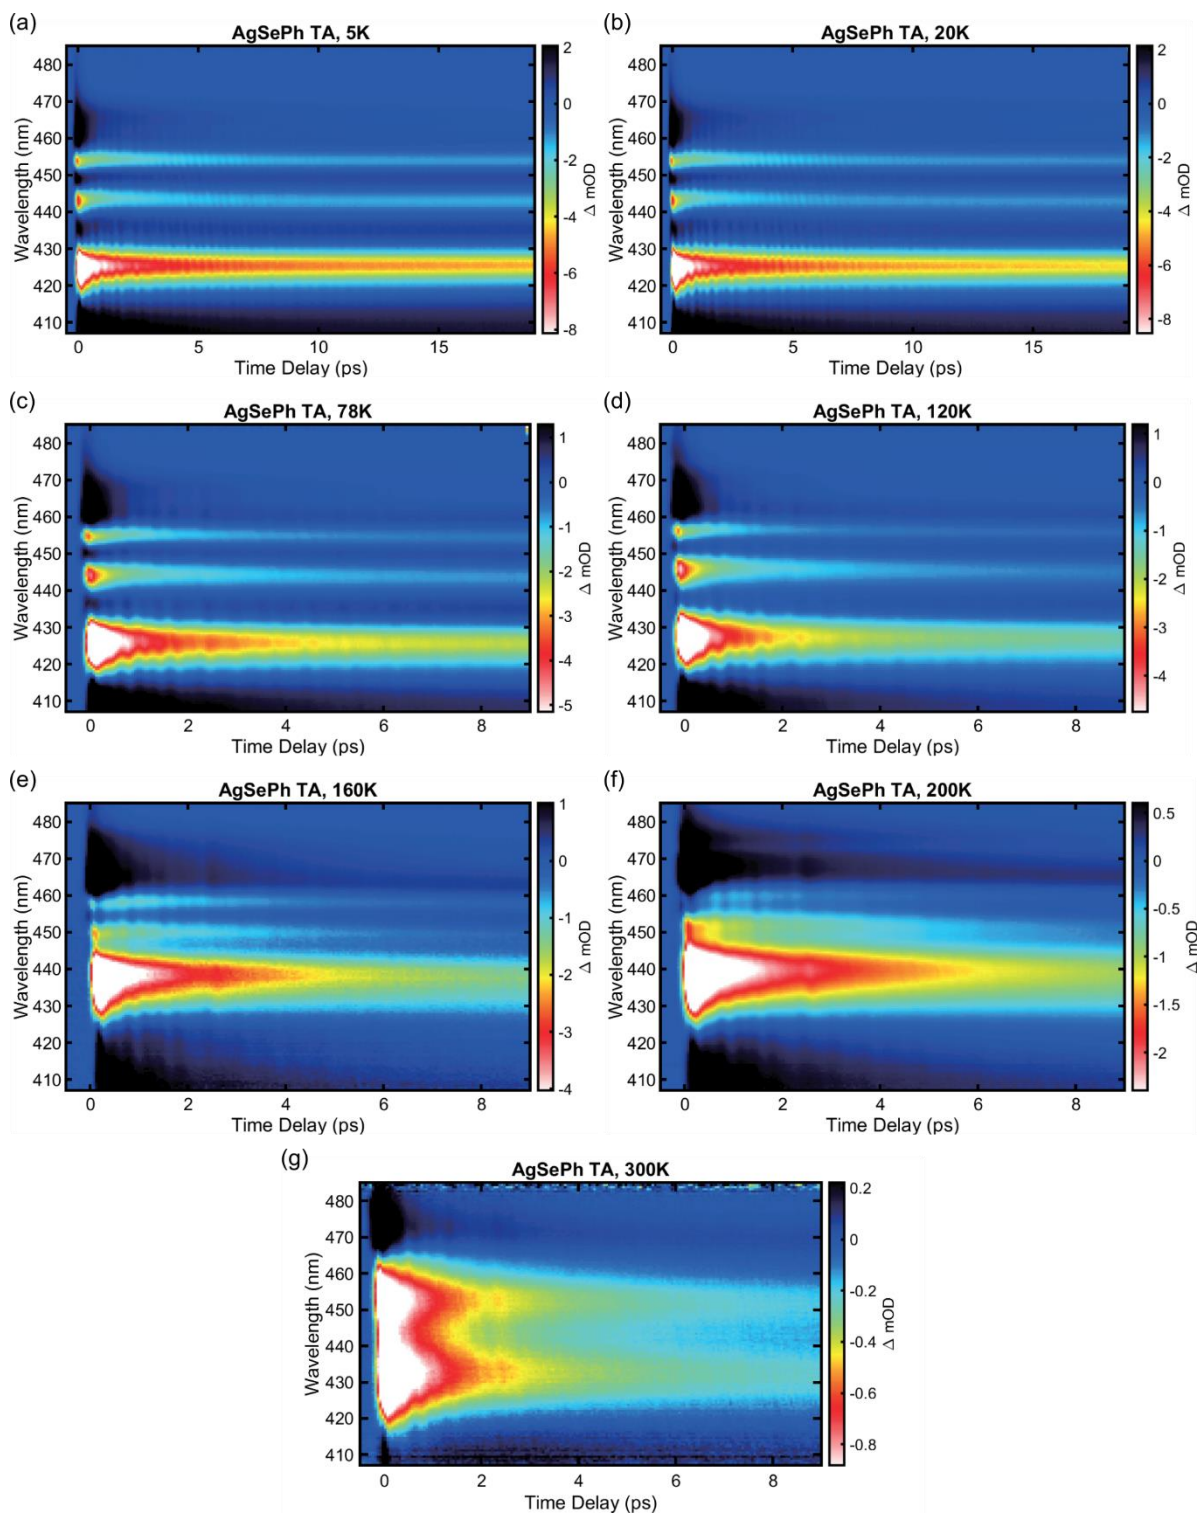 (a)
AgSePh TA, 5K
480
470
460
450
440
430
420
410
Wavelength (nm)
0 5 10 15
Time Delay (ps)
2
0
-2
-4
-6
-8
Δ mOD
(b)
AgSePh TA, 20K
480
470
460
450
440
430
420
410
Wavelength (nm)
0 5 10 15
Time Delay (ps)
2
0
-2
-4
-6
-8
Δ mOD
(c)
AgSePh TA, 78K
480
470
460
450
440
430
420
410
Wavelength (nm)
0 2 4 6 8
Time Delay (ps)
1
0
-1
-2
-3
-4
-5
Δ mOD
(d)
AgSePh TA, 120K
480
470
460
450
440
430
420
410
Wavelength (nm)
0 2 4 6 8
Time Delay (ps)
1
0
-1
-2
-3
-4
Δ mOD
(e)
AgSePh TA, 160K
480
470
460
450
440
430
420
410
Wavelength (nm)
0 2 4 6 8
Time Delay (ps)
1
0
-1
-2
-3
-4
Δ mOD
(f)
AgSePh TA, 200K
480
470
460
450
440
430
420
410
Wavelength (nm)
0 2 4 6 8
Time Delay (ps)
0.5
0
-0.5
-1
-1.5
-2
Δ mOD
(g)
AgSePh TA, 300K
480
470
460
450
440
430
420
410
Wavelength (nm)
0 2 4 6 8
Time Delay (ps)
0.2
0
-0.2
-0.4
-0.6
-0.8
Δ mOD